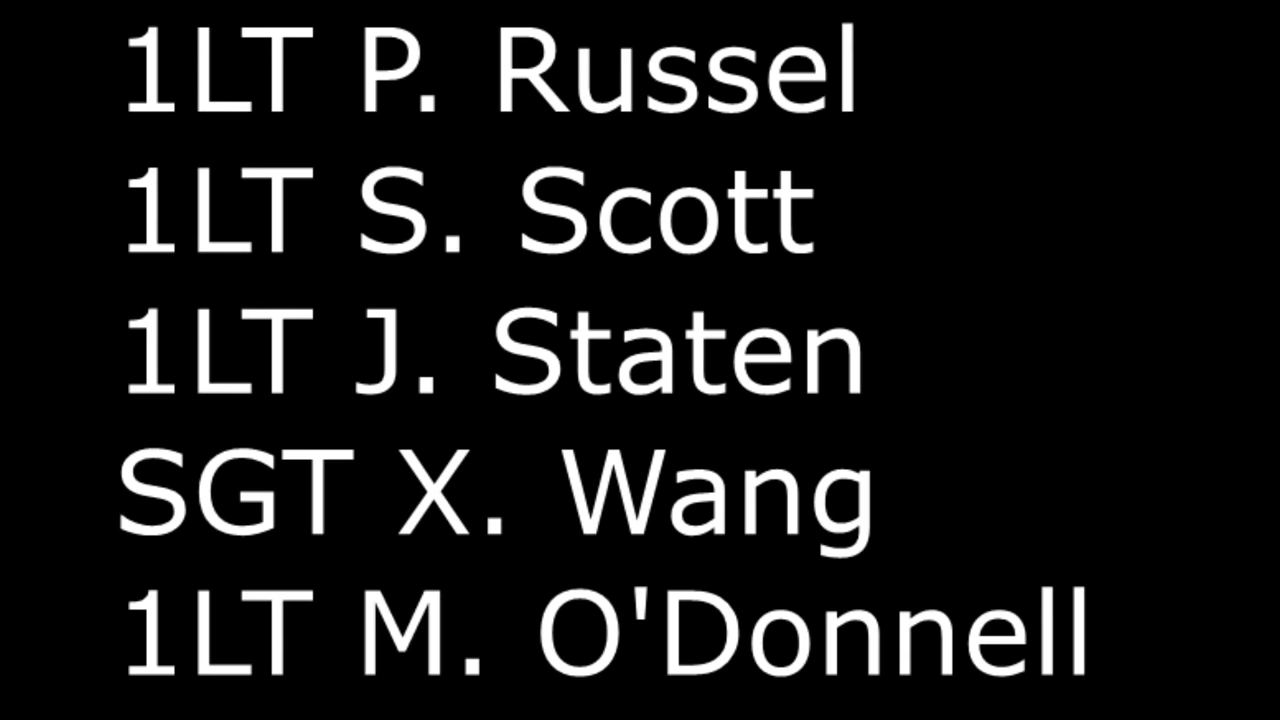 1LT P. Russel
1LT S. Scott
1LT J. Staten
SGT X. Wang
1LT M. O'Donnell